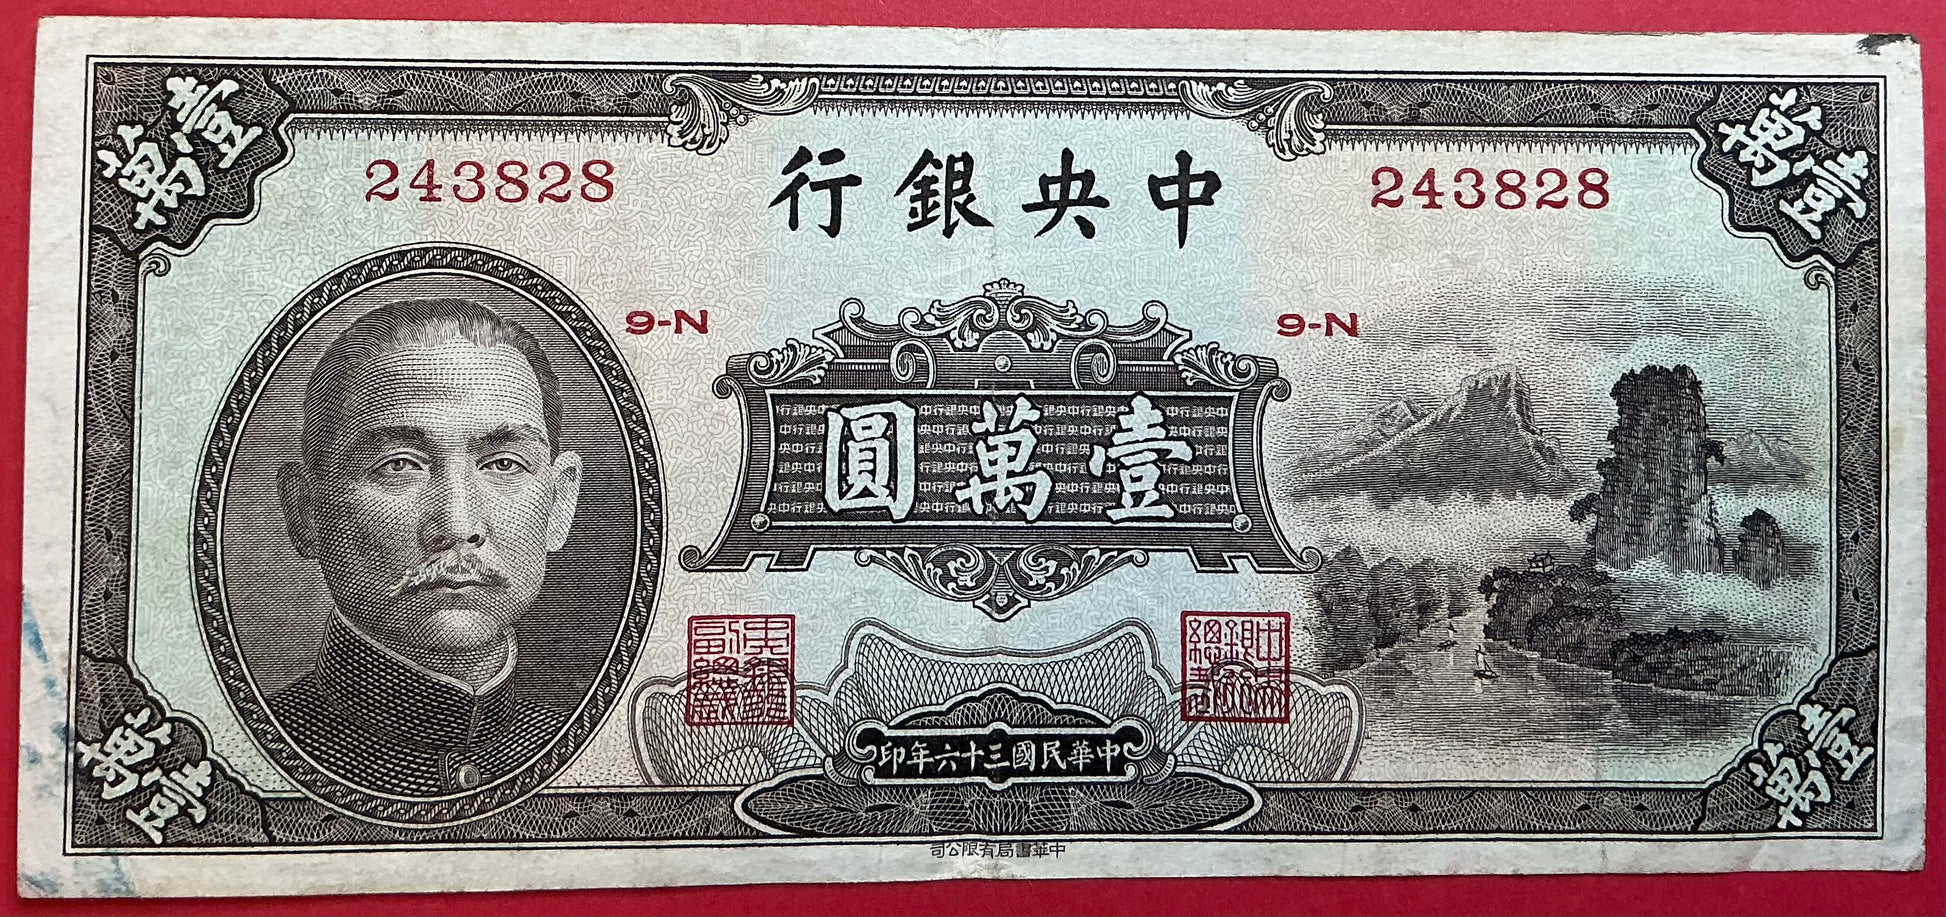 壹萬
壹萬
中央銀行
243828
243828
9-N
9-N
壹萬圓
中華民國三十六年印
壹萬
壹萬
中華書局有限公司